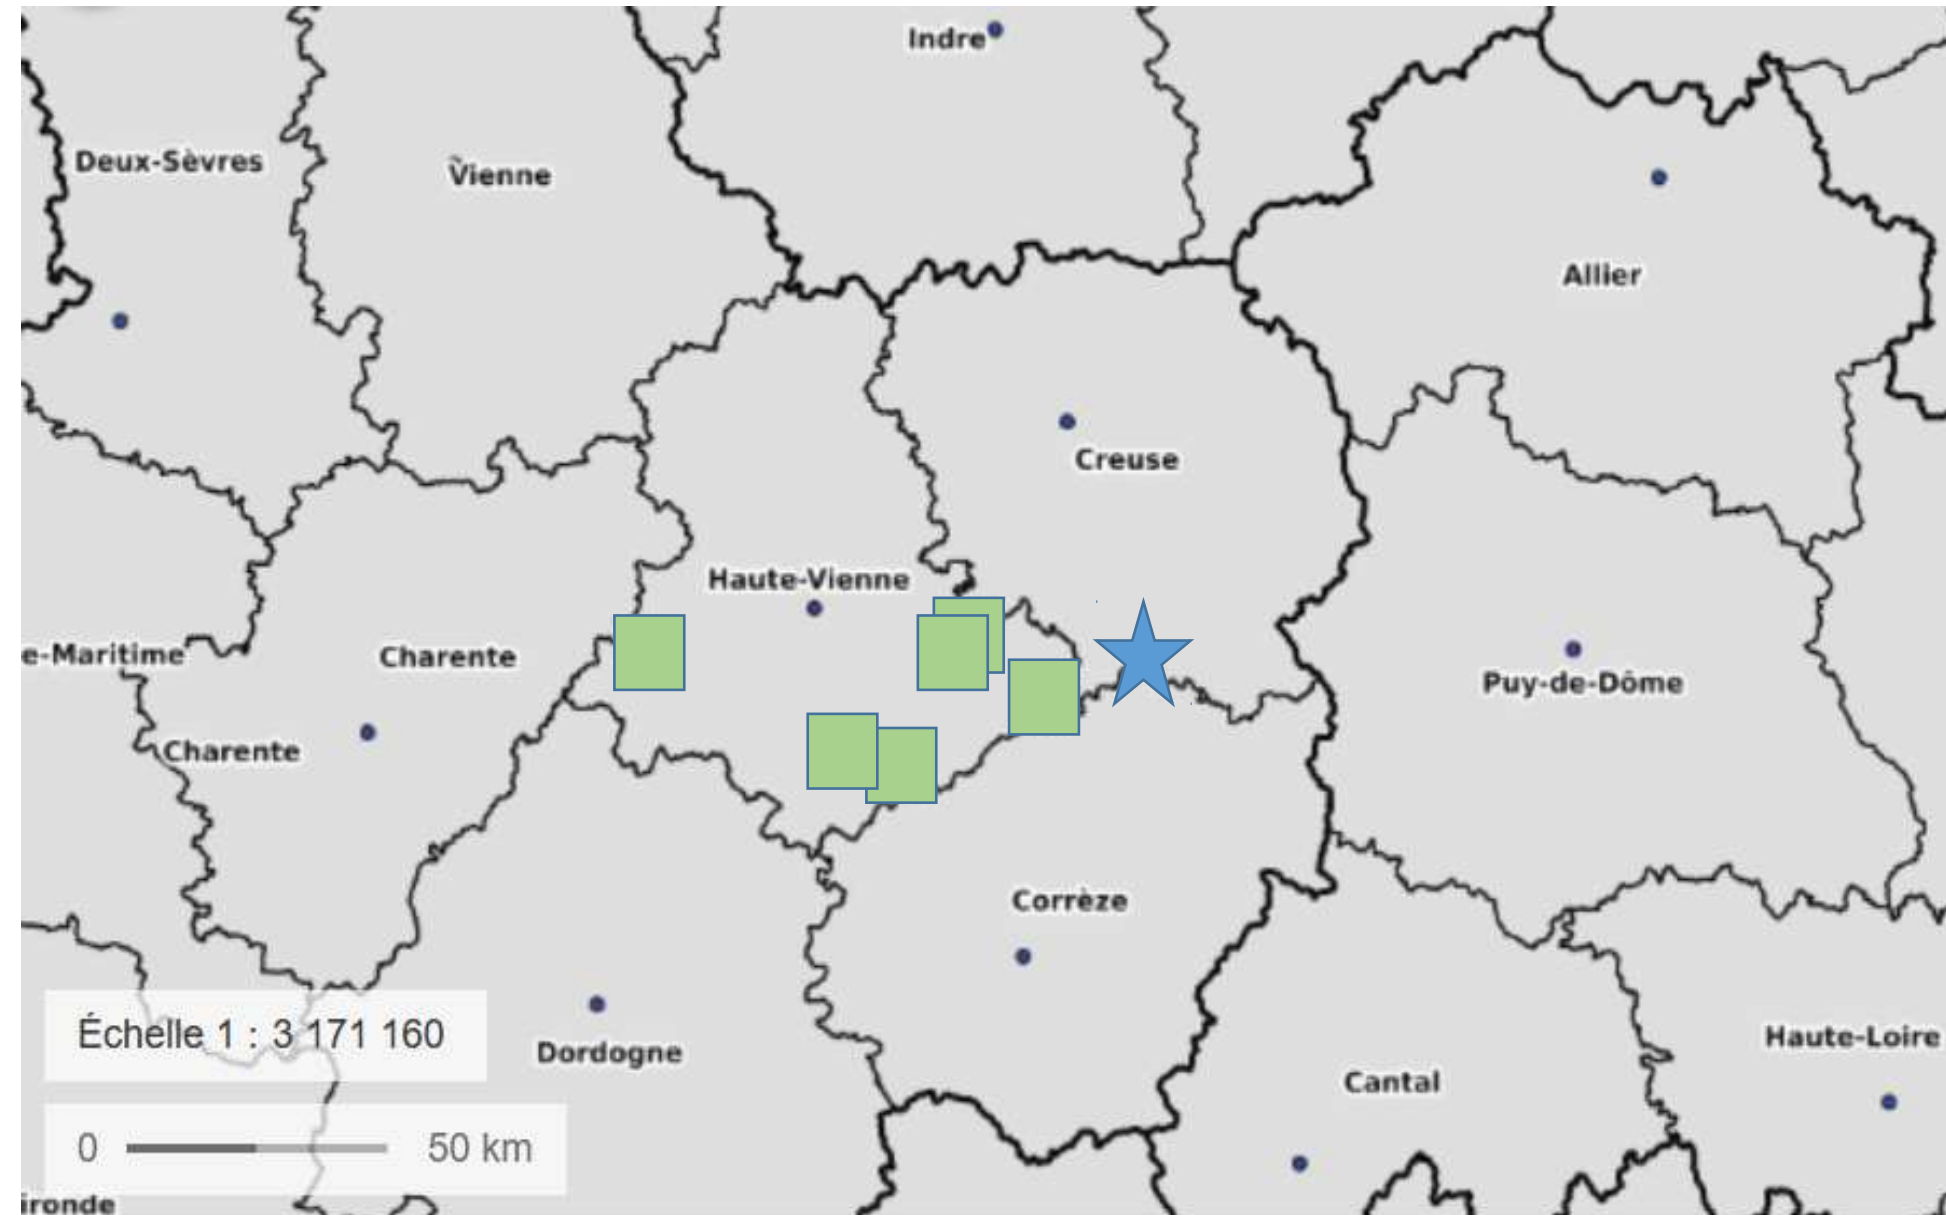 Indre
Deux-Sèvres
Vienne
Allier
Creuse
Haute-Vienne
e-Maritime
Charente
Puy-de-Dôme
Charente
Corrèze
Échelle 1 : 3 171 160
Dordogne
Haute-Loire
Cantal
0 50 km
ironde